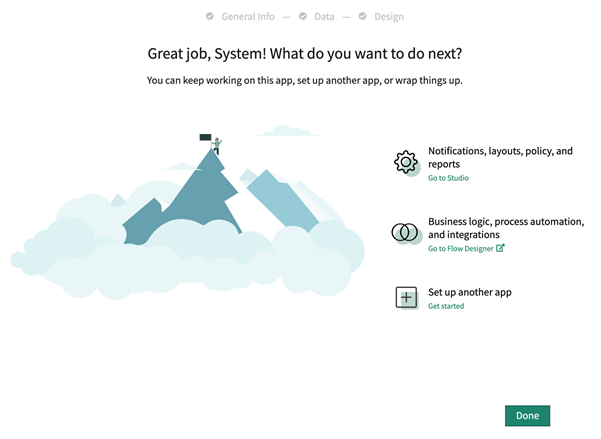 General Info — Data — Design
Great job, System! What do you want to do next?
You can keep working on this app, set up another app, or wrap things up.
Notifications, layouts, policy, and
reports
Go to Studio
Business logic, process automation,
and integrations
Go to Flow Designer
Set up another app
Get started
Done